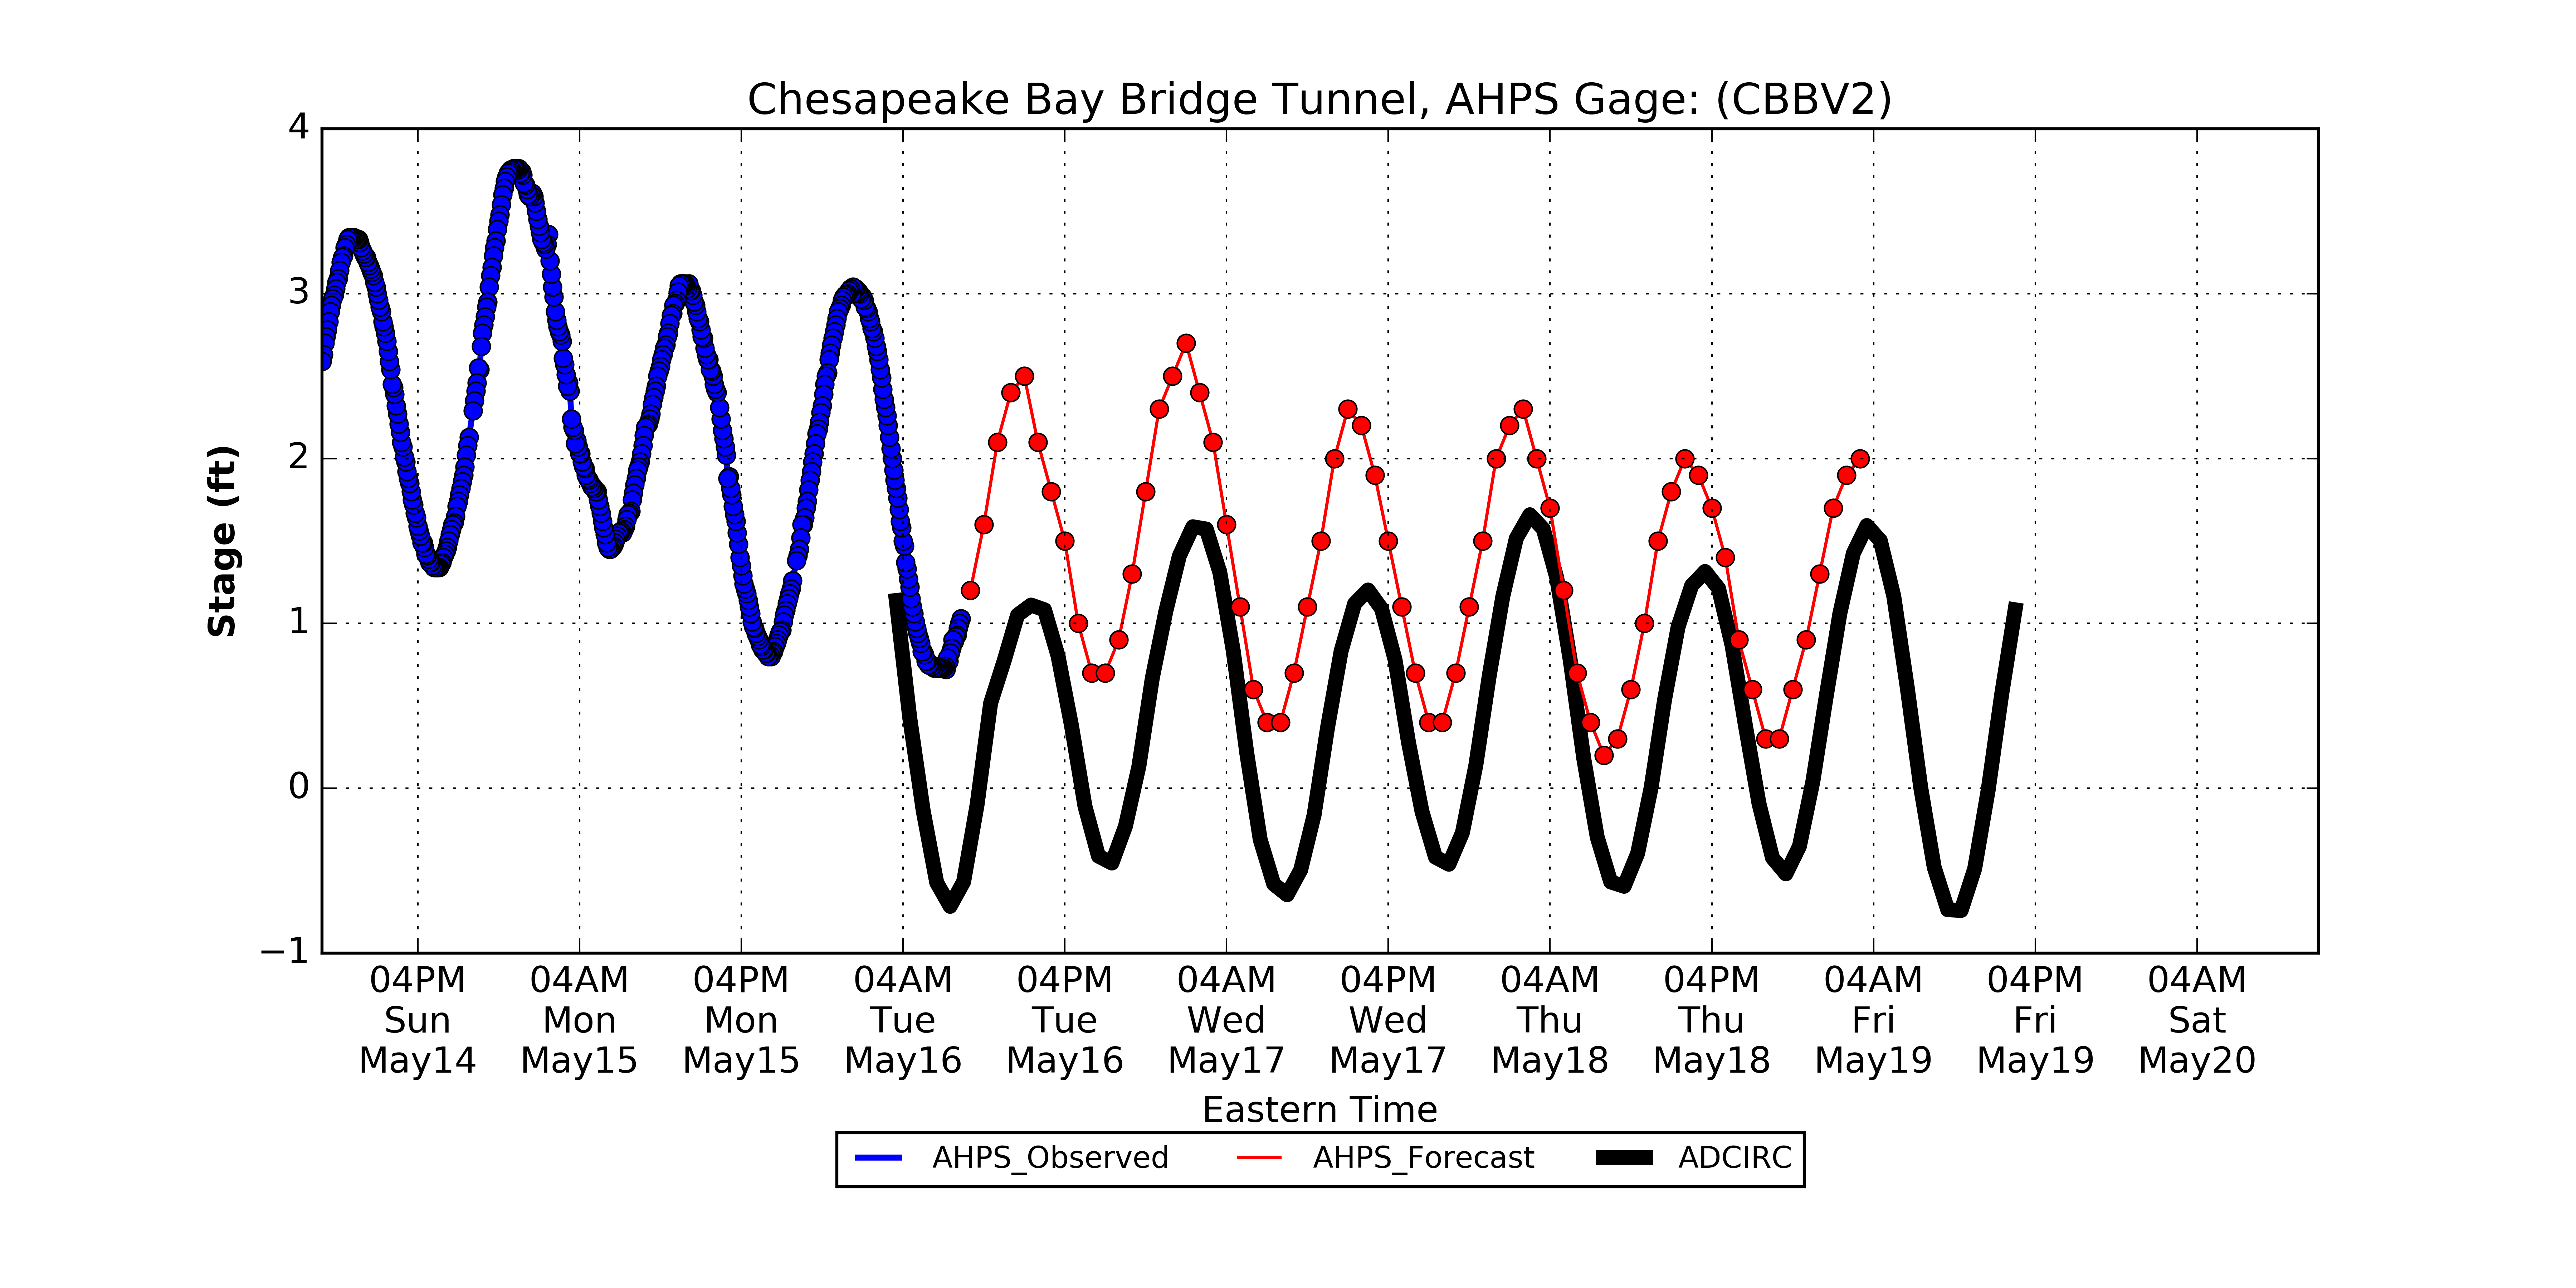 Chesapeake Bay Bridge Tunnel, AHPS Gage: (CBBV2)
4
3
2
1
0
−1
Stage (ft)
04PM 04AM 04PM 04AM 04PM 04AM 04PM 04AM 04PM 04AM 04PM 04AM
Sun Mon Mon Tue Tue Wed Wed Thu Thu Fri Fri Sat
May14 May15 May15 May16 May16 May17 May17 May18 May18 May19 May19 May20
Eastern Time
AHPS_Observed AHPS_Forecast ADCIRC